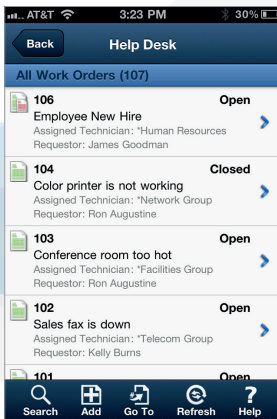 AT&T 3:23 PM 30%
Back Help Desk
All Work Orders (107)
106 Open
Employee New Hire
Assigned Technician: *Human Resources
Requestor: James Goodman
104 Closed
Color printer is not working
Assigned Technician: *Network Group
Requestor: Ron Augustine
103 Open
Conference room too hot
Assigned Technician: *Facilities Group
Requestor: Ron Augustine
102 Open
Sales fax is down
Assigned Technician: *Telecom Group
Requestor: Kelly Burns
101 Open
Search Add Go To Refresh ? Help